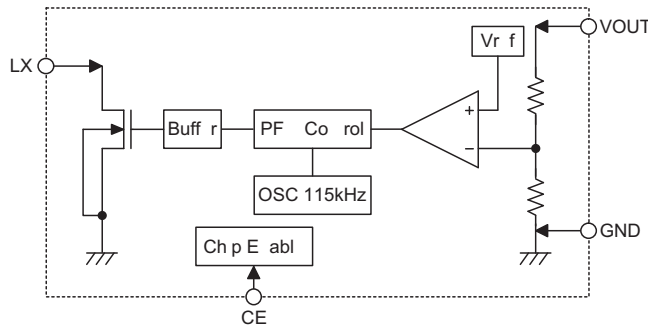 VOUT
Vr f
LX
Buff r
PF Co rol
OSC 115kHz
GND
Ch p E abl
CE